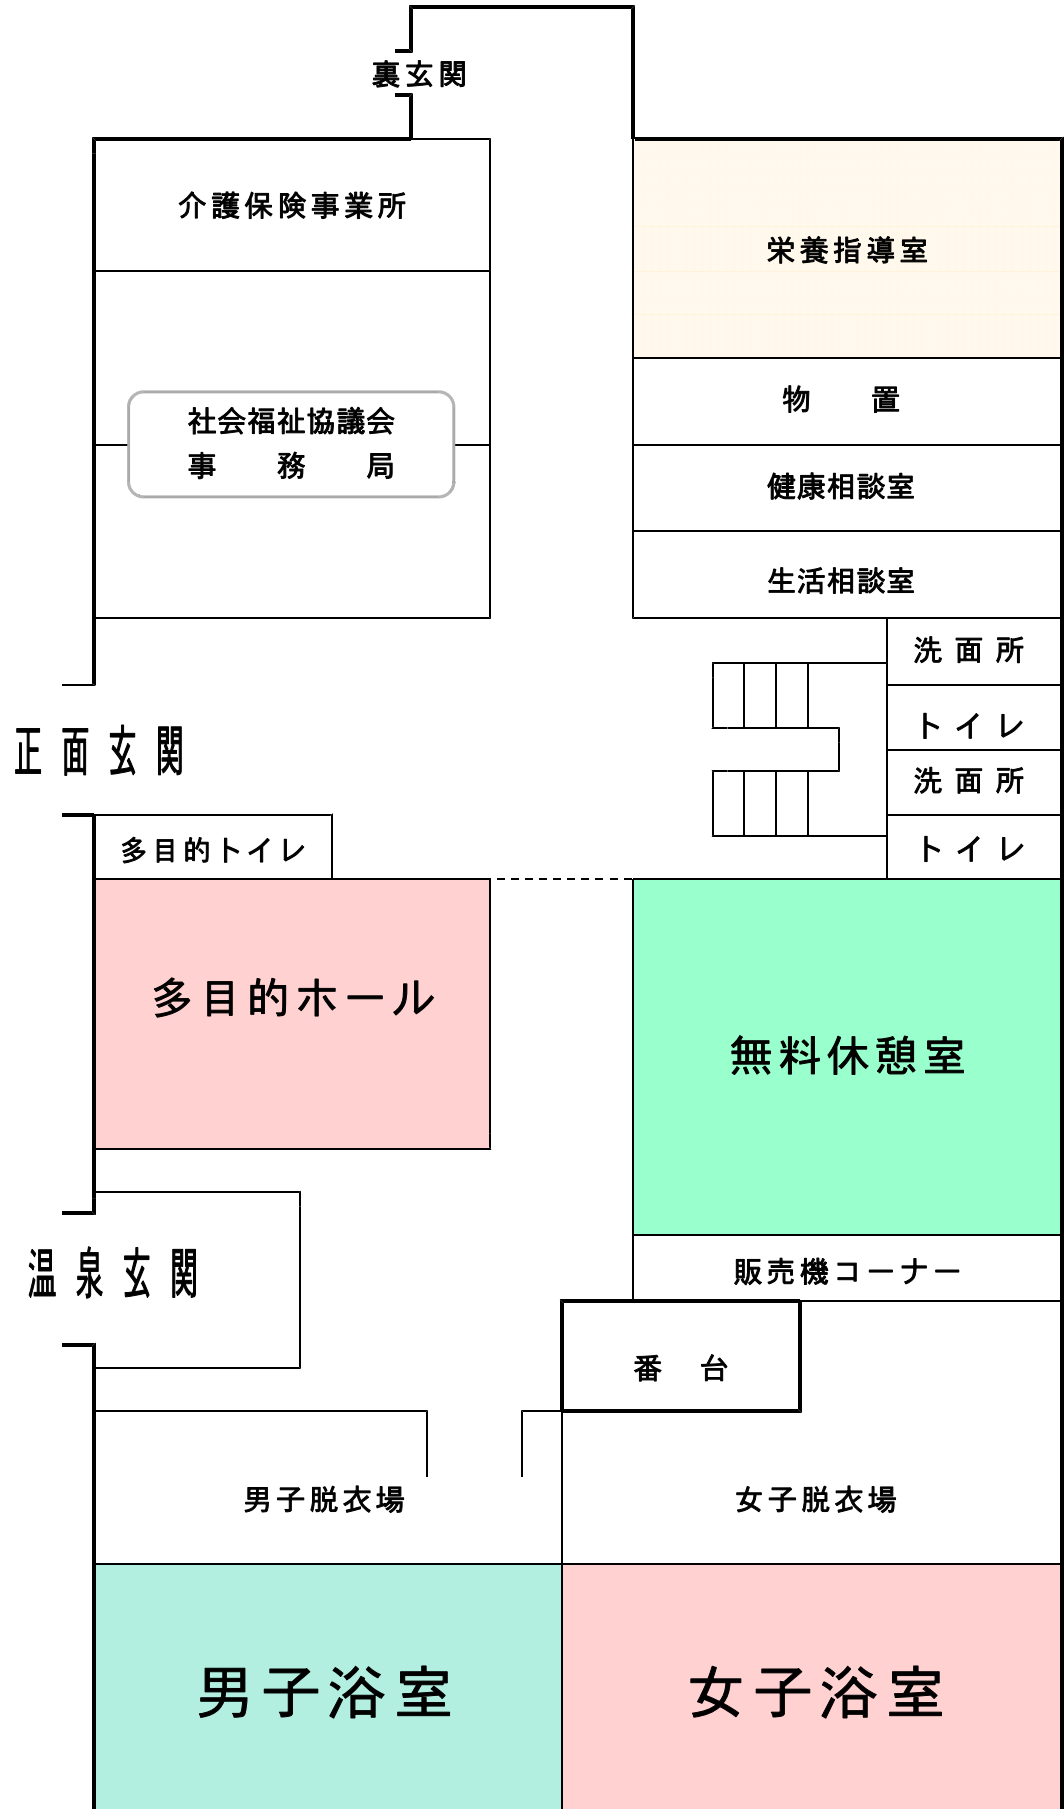 裏玄関
介護保険事業所
栄養指導室
物　置
社会福祉協議会
事　務　局
健康相談室
生活相談室
洗面所
トイレ
正面玄関
洗面所
多目的トイレ
トイレ
多目的ホール
無料休憩室
温泉玄関
販売機コーナー
番　台
男子脱衣場
女子脱衣場
男子浴室
女子浴室